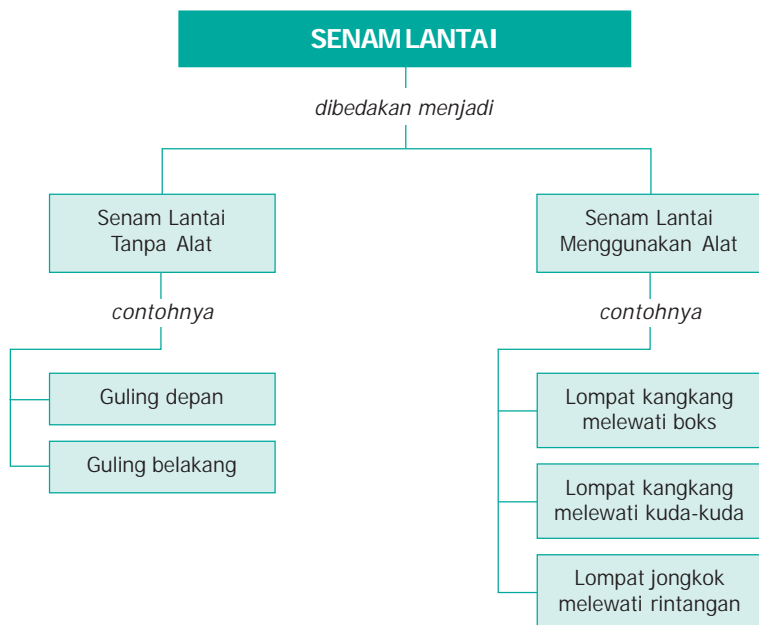 SENAM LANTAI
dibedakan menjadi
Senam Lantai
Tanpa Alat
contohnya
Guling depan
Guling belakang
Senam Lantai
Menggunakan Alat
contohnya
Lompat kangkang
melewati boks
Lompat kangkang
melewati kuda-kuda
Lompat jongkok
melewati rintangan